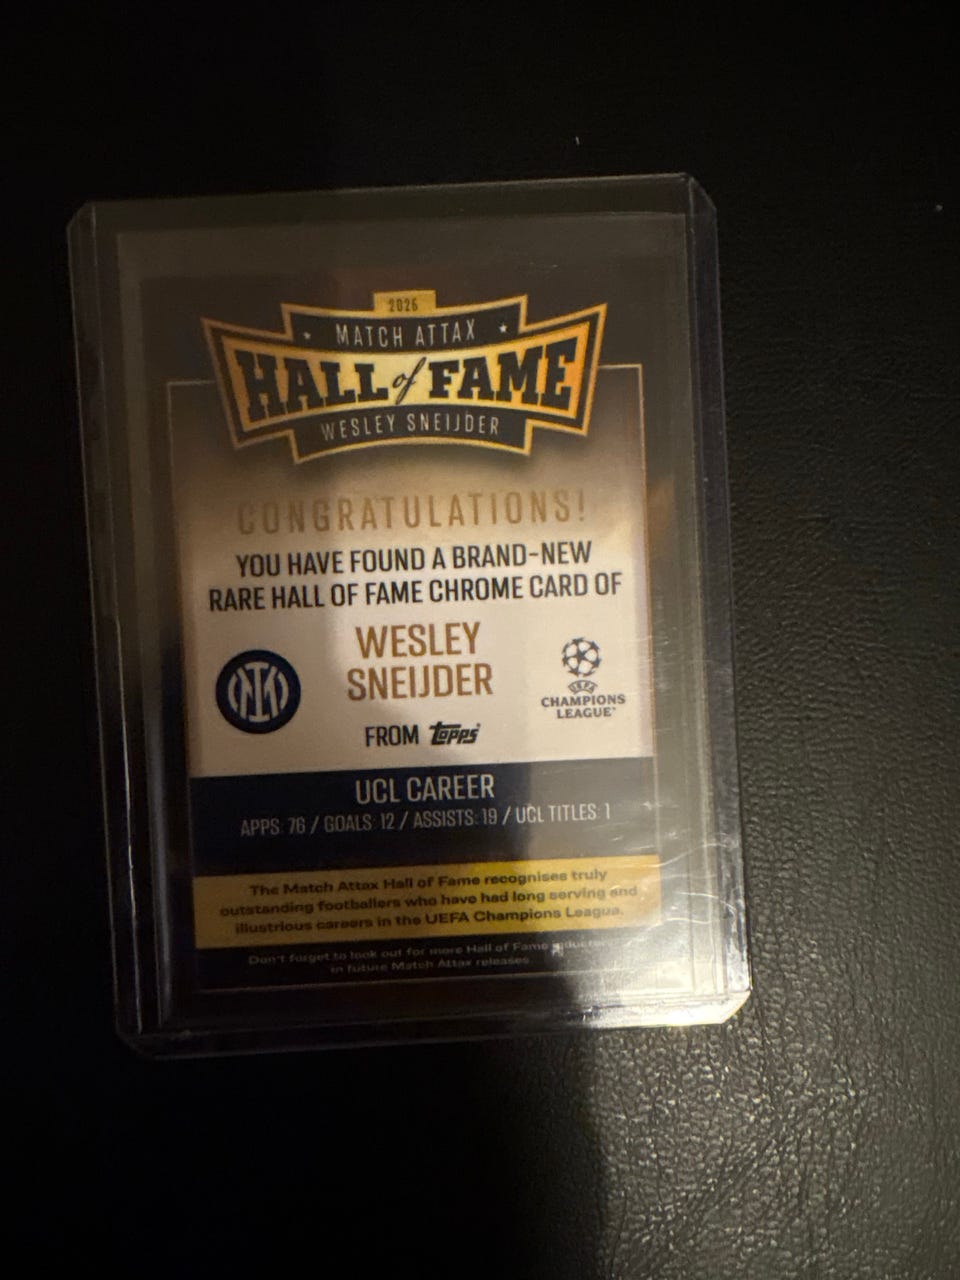 2026
MATCH ATTAX
HALL of FAME
WESLEY SNEIJDER
CONGRATULATIONS!
YOU HAVE FOUND A BRAND-NEW
RARE HALL OF FAME CHROME CARD OF
WESLEY
SNEIJDER
FROM Topps
UEFA
CHAMPIONS
LEAGUE
UCL CAREER
APPS: 76 / GOALS: 12 / ASSISTS: 19 / UCL TITLES: 1
The Match Attax Hall of Fame recognises truly
outstanding footballers who have had long serving and
illustrious careers in the UEFA Champions League.
Don't forget to look out for more Hall of Fame
in future Match Attax releases